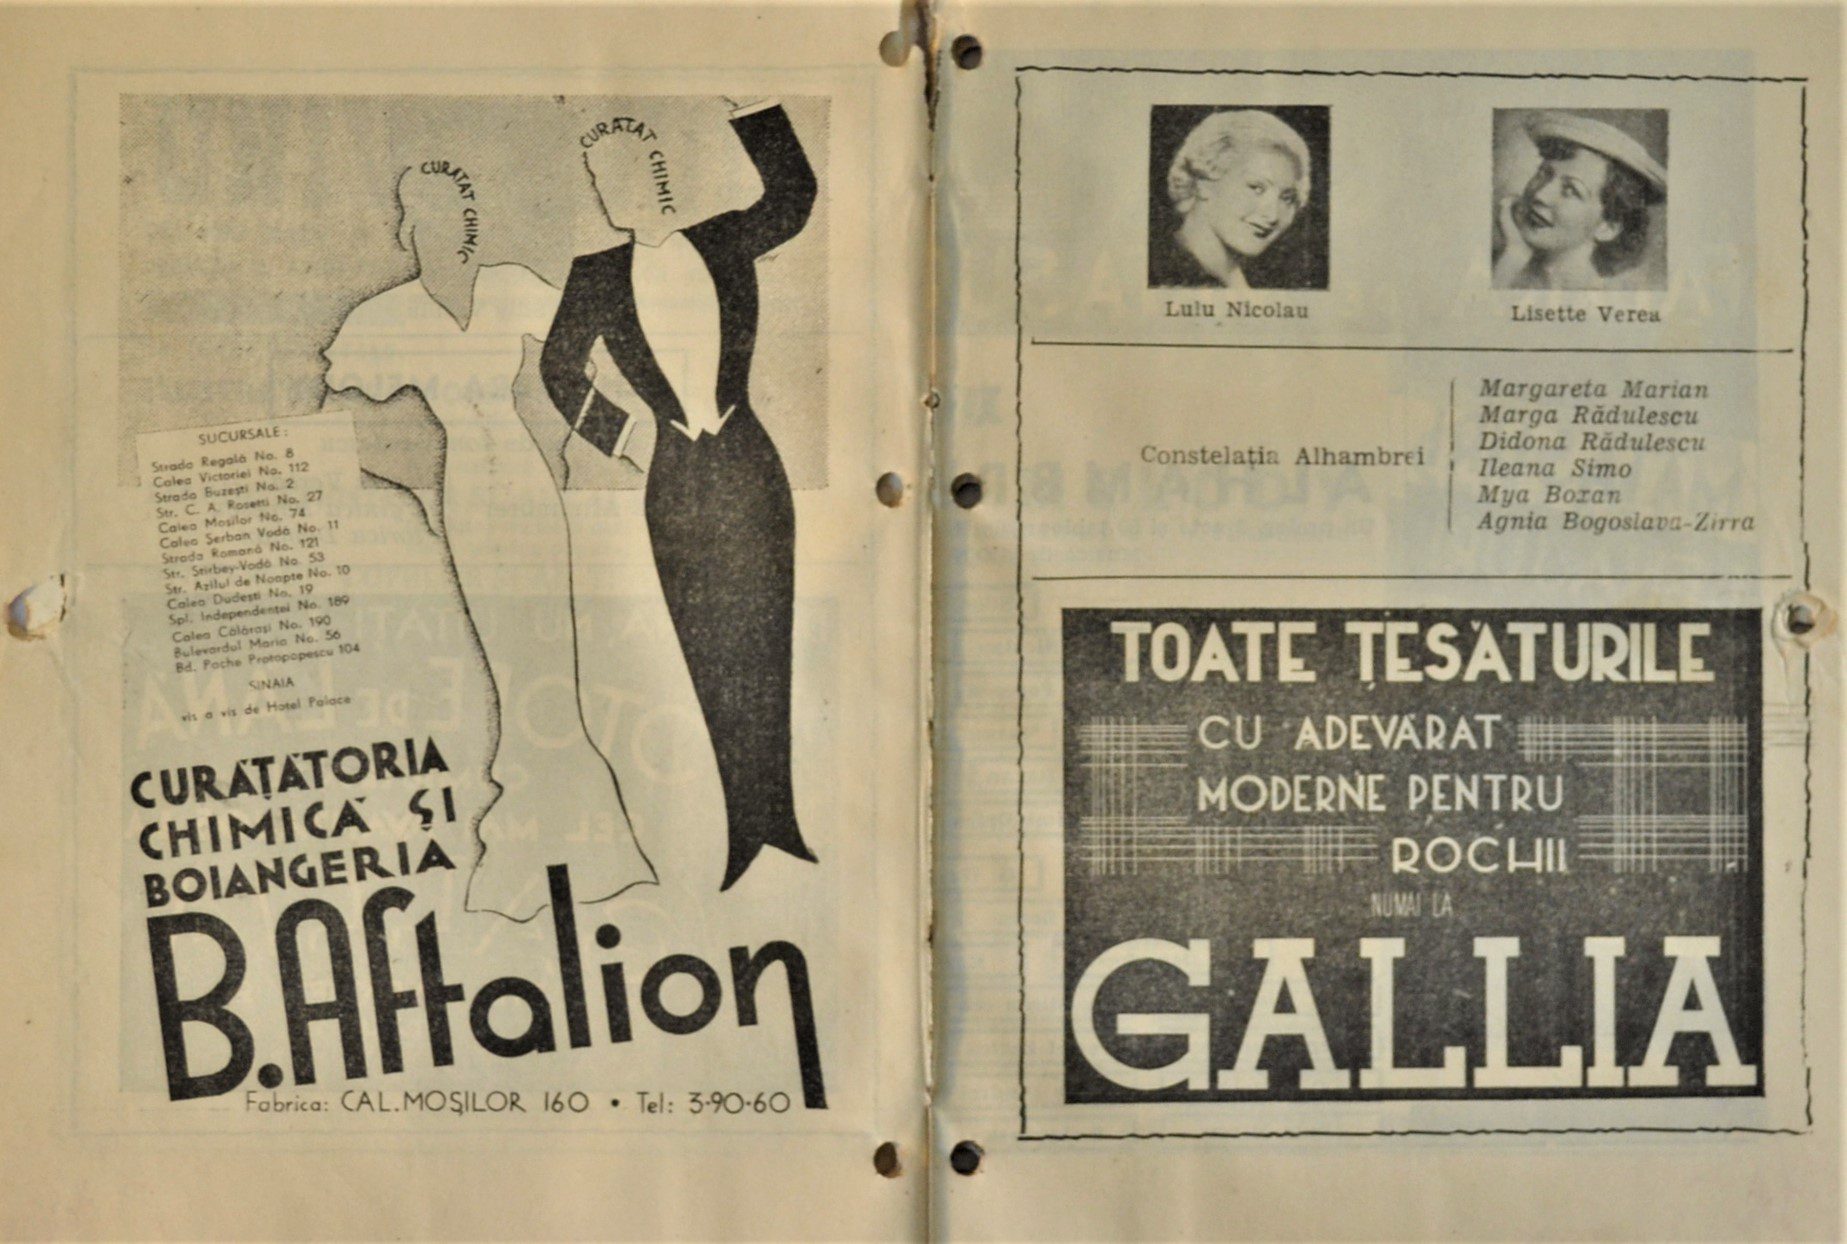 CURĂȚAT CHIMIC
CURĂȚAT CHIMIC
SUCURSALE:
Strada Regală No. 8
Calea Victoriei No. 112
Strada Buzești No. 2
Str. C. A. Rosetti No. 27
Calea Moșilor No. 74
Calea Șerban Vodă No. 11
Strada Romană No. 121
Str. Știrbey-Vodă No. 53
Str. Azilul de Noapte No. 10
Calea Dudești No. 19
Spl. Independenței No. 189
Calea Călărași No. 190
Bulevardul Maria No. 56
Bd. Pache Protopopescu 104
SINAIA
vis a vis de Hotel Palace
CURĂȚĂTORIA
CHIMICĂ ȘI
BOIANGERIA
B. Aftalion
Fabrica: CAL. MOȘILOR 160 • Tel: 3-90-60
Lulu Nicolau
Lisette Verea
Constelația Alhambrei
Margareta Marian
Marga Rădulescu
Didona Rădulescu
Ileana Simo
Mya Boxan
Agnia Bogoslava-Zirra
TOATE ȚESĂTURILE
CU ADEVĂRAT
MODERNE PENTRU
ROCHII
NUMAI LA
GALLIA